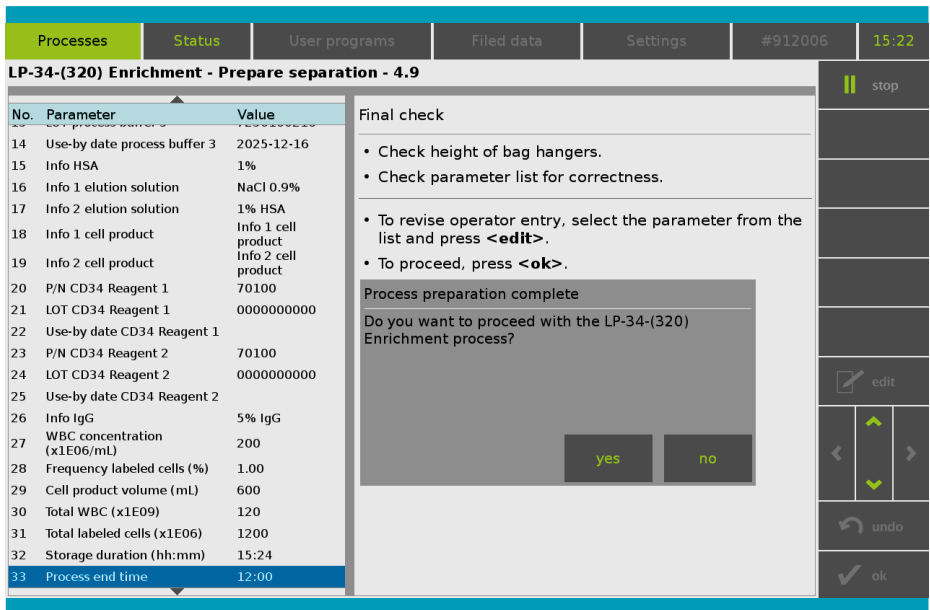 Processes Status User programs Filed data Settings #912006 15:22
LP-34-(320) Enrichment - Prepare separation - 4.9
stop
No. Parameter Value
14 Use-by date process buffer 3 2025-12-16
15 Info HSA 1%
16 Info 1 elution solution NaCl 0.9%
17 Info 2 elution solution 1% HSA
18 Info 1 cell product Info 1 cell
product
19 Info 2 cell product Info 2 cell
product
20 P/N CD34 Reagent 1 70100
21 LOT CD34 Reagent 1 0000000000
22 Use-by date CD34 Reagent 1
23 P/N CD34 Reagent 2 70100
24 LOT CD34 Reagent 2 0000000000
25 Use-by date CD34 Reagent 2
26 Info IgG 5% IgG
27 WBC concentration
(x1E06/mL) 200
28 Frequency labeled cells (%) 1.00
29 Cell product volume (mL) 600
30 Total WBC (x1E09) 120
31 Total labeled cells (x1E06) 1200
32 Storage duration (hh:mm) 15:24
33 Process end time 12:00
Final check
• Check height of bag hangers.
• Check parameter list for correctness.
• To revise operator entry, select the parameter from the
list and press <edit>.
• To proceed, press <ok>.
Process preparation complete
Do you want to proceed with the LP-34-(320)
Enrichment process?
yes no
edit
undo
ok